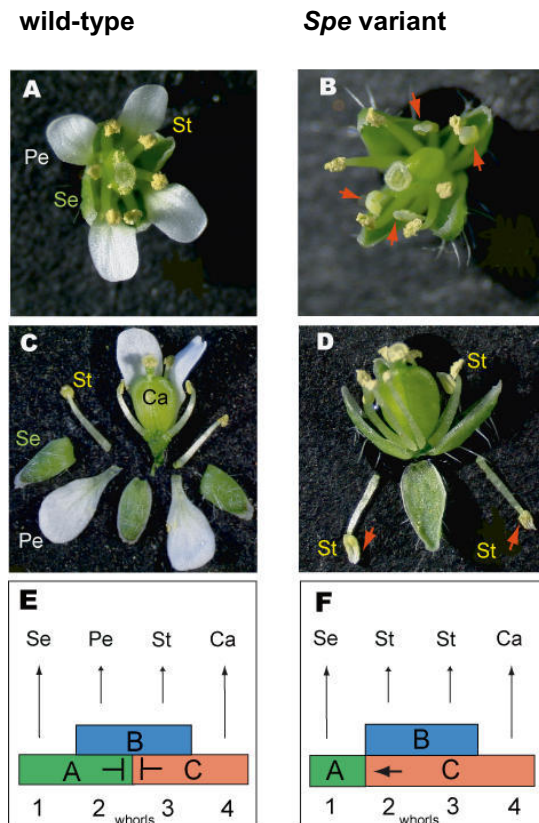 wild-type Spe variant
A
St
Pe
Se
B
C
St
Ca
Se
Pe
D
St
St
St
E
Se Pe St Ca
B
A C
1 2 3 4
whorls
F
Se St St Ca
B
A C
1 2 3 4
whorls